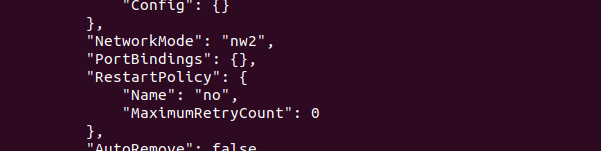 "Config": {}
},
"NetworkMode": "nw2",
"PortBindings": {},
"RestartPolicy": {
"Name": "no",
"MaximumRetryCount": 0
},
"AutoRemove": false